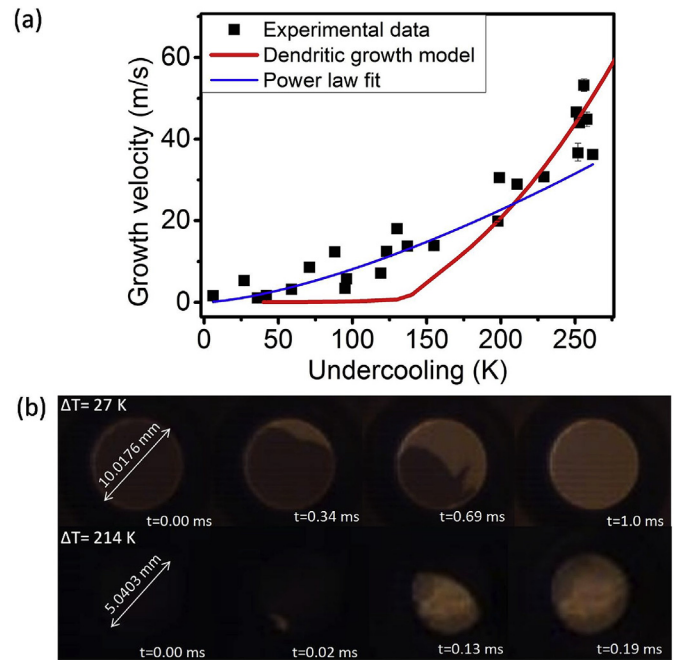 (a)
Experimental data
Dendritic growth model
Power law fit
Growth velocity (m/s)
60
40
20
0
0 50 100 150 200 250
Undercooling (K)
(b)
ΔT= 27 K
10.0176 mm
t=0.00 ms t=0.34 ms t=0.69 ms t=1.0 ms
ΔT= 214 K
5.0403 mm
t=0.00 ms t=0.02 ms t=0.13 ms t=0.19 ms